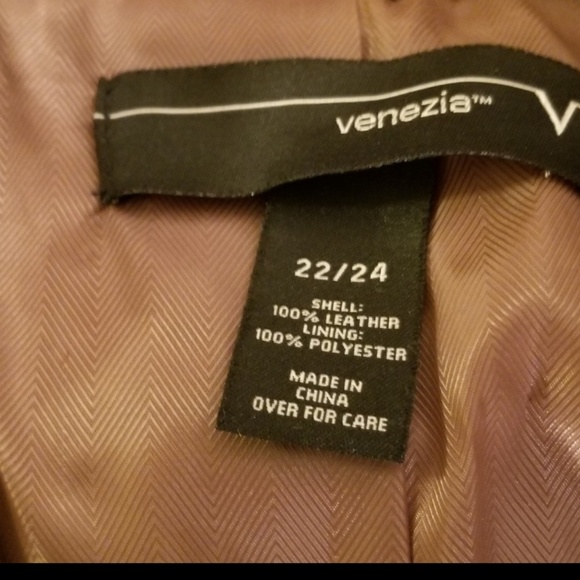 venezia™
V
22/24
SHELL:
100% LEATHER
LINING:
100% POLYESTER
MADE IN
CHINA
OVER FOR CARE